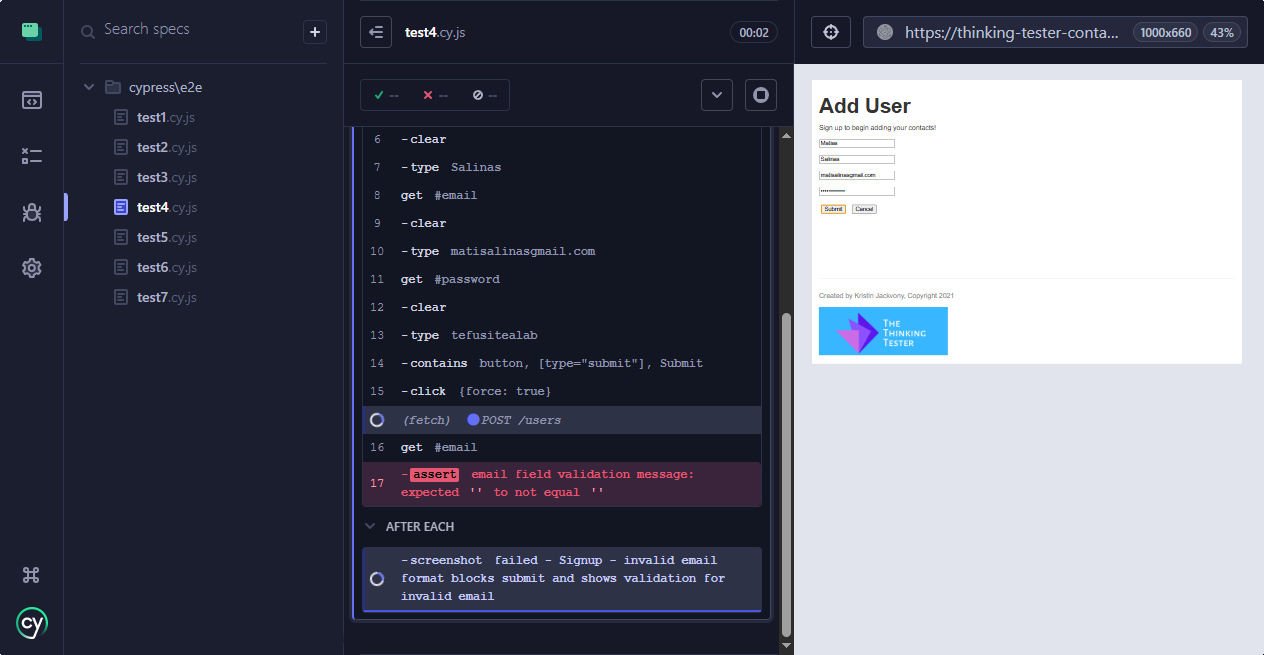 Search specs
+
cypress\e2e
test1.cy.js
test2.cy.js
test3.cy.js
test4.cy.js
test5.cy.js
test6.cy.js
test7.cy.js
cy
test4.cy.js
00:02
--
--
--
6 -clear
7 -type Salinas
8 get #email
9 -clear
10 -type matisalinasgmail.com
11 get #password
12 -clear
13 -type tefusitealab
14 -contains button, [type="submit"], Submit
15 -click {force: true}
(fetch) POST /users
16 get #email
17 -assert email field validation message:
expected '' to not equal ''
AFTER EACH
-screenshot failed - Signup - invalid email
format blocks submit and shows validation for
invalid email
https://thinking-tester-conta...
1000x660
43%
Add User
Sign up to begin adding your contacts!
Salinas
matisalinasgmail.com
Submit
Cancel
Created by Kristin Jackvony, Copyright 2021
THE
THINKING
TESTER